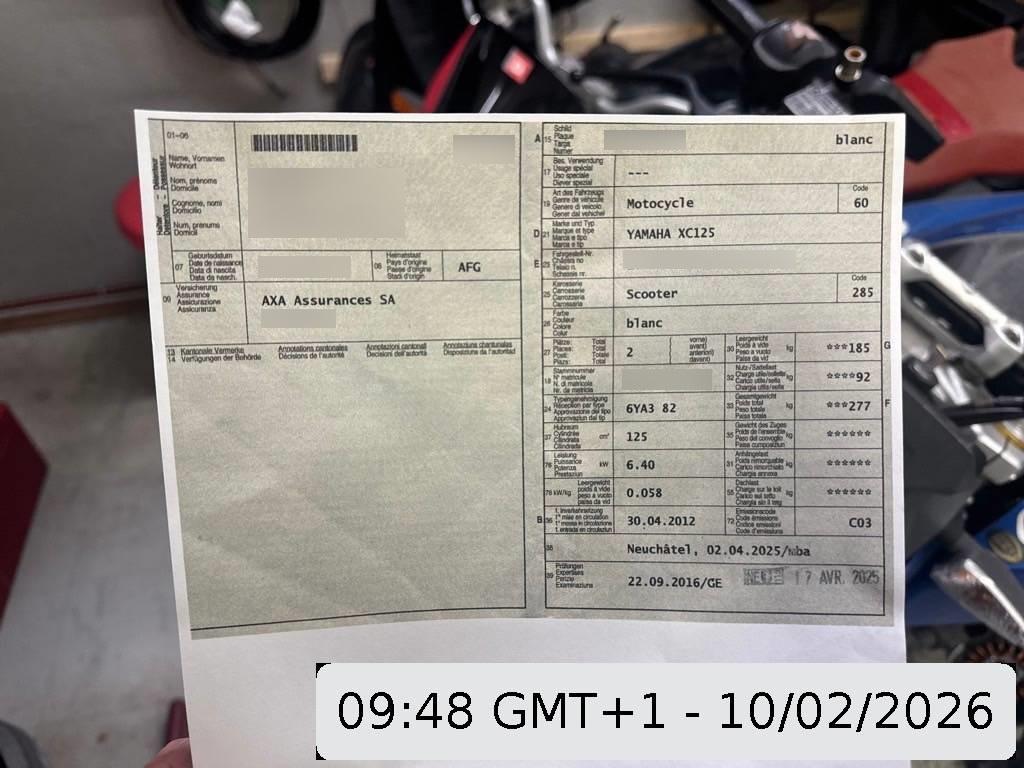 01-06
Halter - Détenteur
Detentore - Possessur
Name, Vornamen
Wohnort
Nom, prénoms
Domicile
Cognome, nomi
Domicilio
Num, prenums
Domicil
07
Geburtsdatum
Date de naissance
Data di nascita
Data da nasch.
08
Heimatstaat
Pays d'origine
Paese d'origine
Stadi d'origin
AFG
09
Versicherung
Assurance
Assicurazione
Assicuranza
AXA Assurances SA
13 Kantonale Vermerke
14 Verfügungen der Behörde
Annotations cantonales
Décisions de l'autorité
Annotazioni cantonali
Decisioni dell'autorità
Annotaziuns chantunalas
Disposiziuns da l'autoritad
A 15
Schild
Plaque
Targa
Numer
blanc
17
Bes. Verwendung
Usage spécial
Uso speciale
Diever spezial
---
19
Art des Fahrzeugs
Genre de véhicule
Genere di veicolo
Gener dal vehichel
Motocycle
Code
60
D 21
Marke und Typ
Marque et type
Marca e tipo
Marca e tip
YAMAHA XC125
E 23
Fahrgestell-Nr.
Châssis no
Telaio n.
Schassis nr.
25
Karosserie
Carrosserie
Carrozzeria
Carrossaria
Scooter
Code
285
26
Farbe
Couleur
Colore
Colur
blanc
27
Plätze: Total
Places: Total
Posti: Totale
Plazs: Total
2
vorne)
avant)
anteriori)
davant)
30
Leergewicht
Poids à vide
Peso a vuoto
Paisa da vid
kg
☆☆☆185
G
18
Stammnummer
N° matricule
N. di matricola
Nr. da matricla
32
Nutz-/Sattellast
Charge utile/sellette
Carico utile/sella
Chargia utila/sella
kg
☆☆☆☆92
24
Typengenehmigung
Réception par type
Approvazione del tipo
Approvaziun dal tip
6YA3 82
33
Gesamtgewicht
Poids total
Peso totale
Paisa totala
kg
☆☆☆277
F
37
Hubraum
Cylindrée
Cilindrata
Cilindrada
cm³
125
35
Gewicht des Zuges
Poids de l'ensemble
Peso del convoglio
Paisa cumposiziun
kg
☆☆☆☆☆☆
76
Leistung
Puissance
Potenza
Prestaziun
kW
6.40
31
Anhängelast
Poids remorquable
Carico rimorchiato
Chargia annexa
kg
☆☆☆☆☆☆
78 kW/kg
Leergewicht
poids à vide
peso a vuoto
paisa da vid
0.058
55
Dachlast
Charge sur le toit
Carico sul tetto
Chargia sin il tetg
kg
☆☆☆☆☆☆
B 36
1. Inverkehrsetzung
1re mise en circulation
1a messa in circolazione
1. entrada en circulaziun
30.04.2012
72
Emissionscode
Code émissions
Codice emissioni
Code d'emissiuns
C03
38
Neuchâtel, 02.04.2025/mba
39
Prüfungen
Expertises
Perizie
Examinaziuns
22.09.2016/GE
17 AVR. 2025
09:48 GMT+1 - 10/02/2026